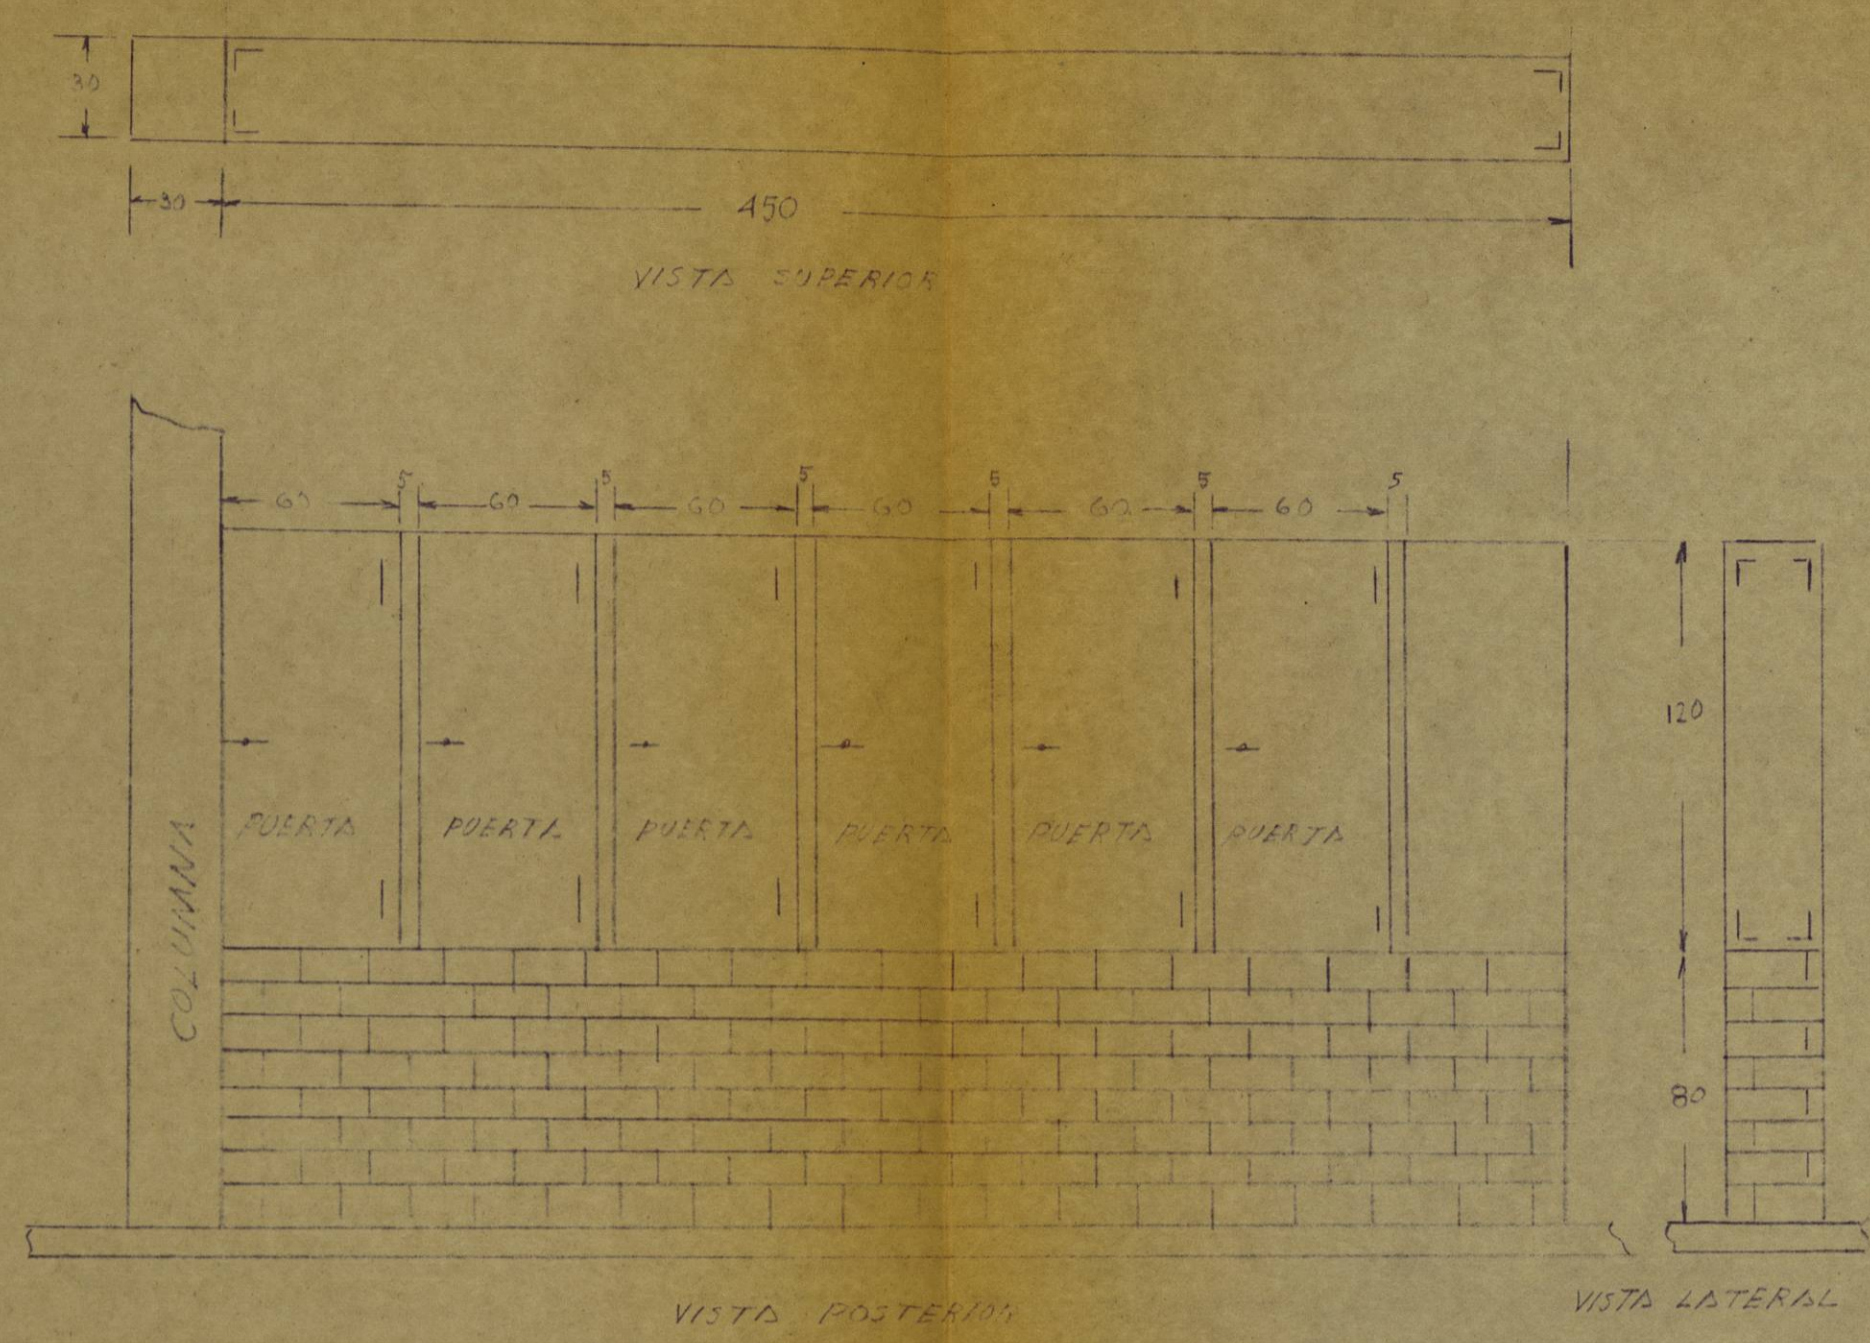 30
30 450
VISTA SUPERIOR
5 5 5 5 5 5
60 60 60 60 60 60
120
PUERTA PUERTA PUERTA PUERTA PUERTA PUERTA
COLUMNA
80
VISTA POSTERIOR
VISTA LATERAL